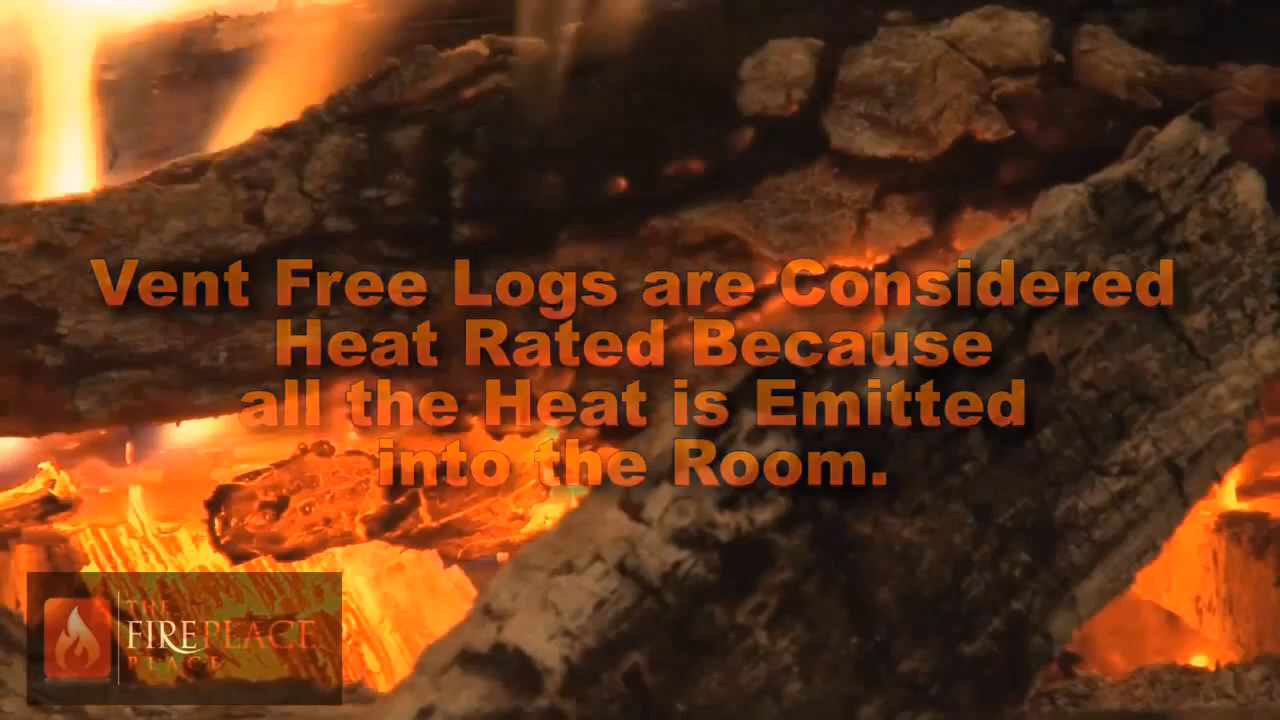 Vent Free Logs are Considered
Heat Rated Because
all the Heat is Emitted
into the Room.
THE
FIREPLACE
PLACE